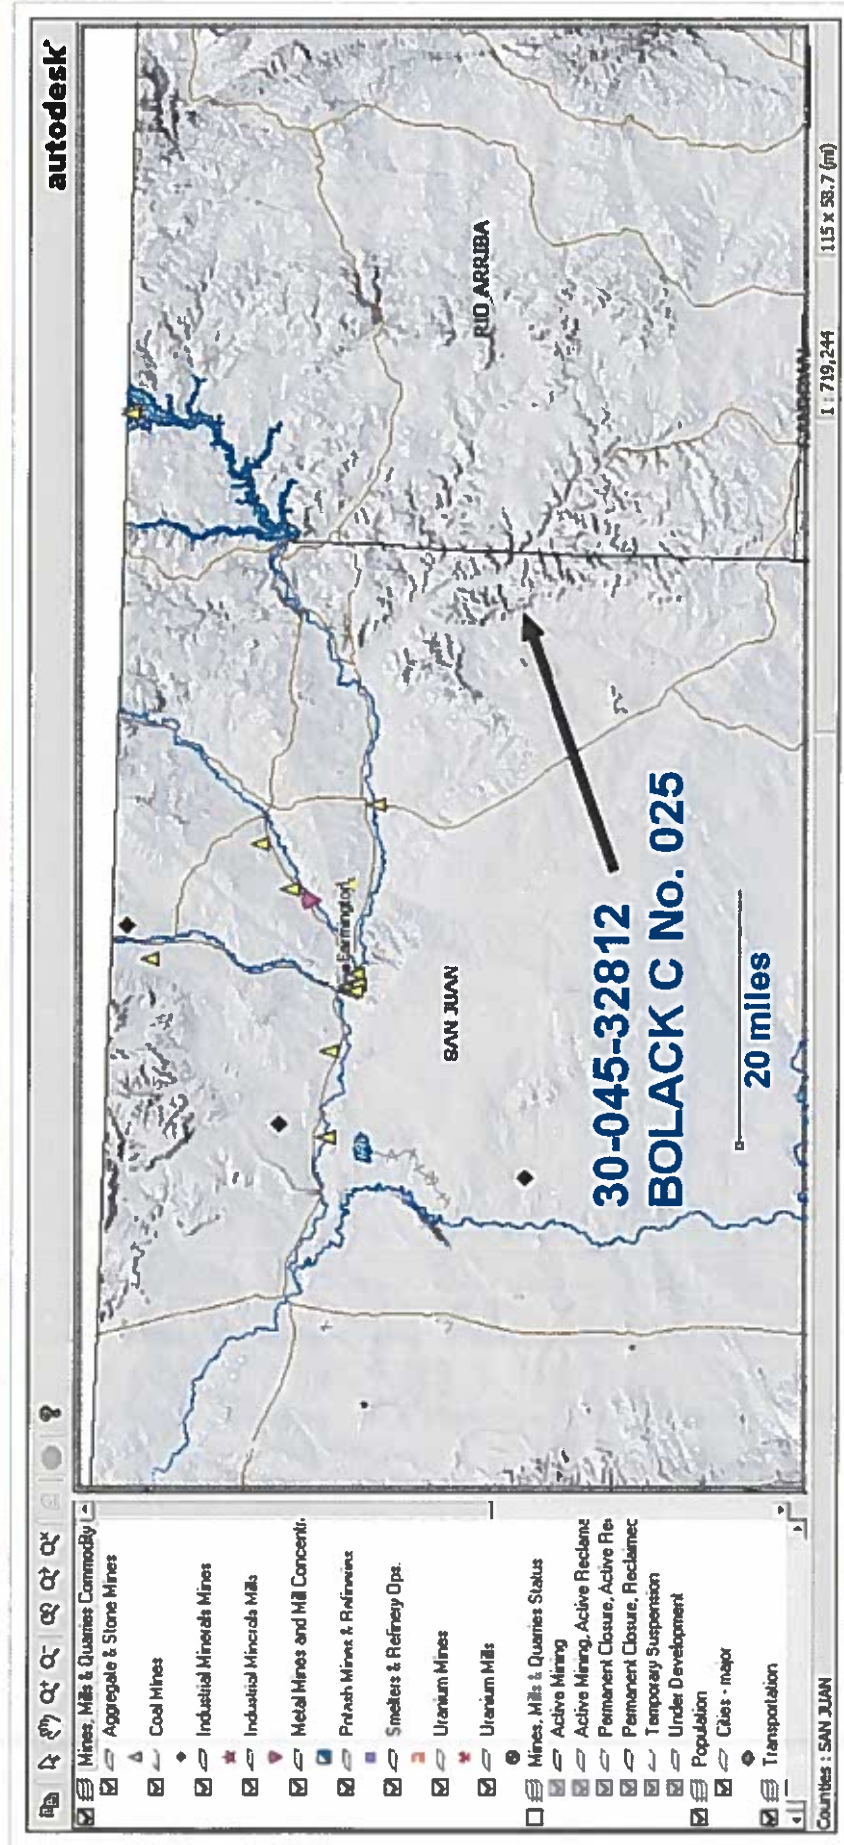 autodesk
Mines, Mills & Quarries Commodity
Aggregate & Stone Mines
Coal Mines
Industrial Minerals Mines
Industrial Minerals Mills
Metal Mines and Mill Concentr.
Potash Mines & Refineries
Smelters & Refinery Ops.
Uranium Mines
Uranium Mills
Mines, Mills & Quarries Status
Active Mining
Active Mining, Active Reclama
Permanent Closure, Active Re
Permanent Closure, Reclaimec
Temporary Suspension
Under Development
Population
Cities - major
Transportation
Farmington
SAN JUAN
RIO ARRIBA
30-045-32812
BOLACK C No. 025
20 miles
Counties : SAN JUAN
1 : 719,244
115 x 58.7 (mi)